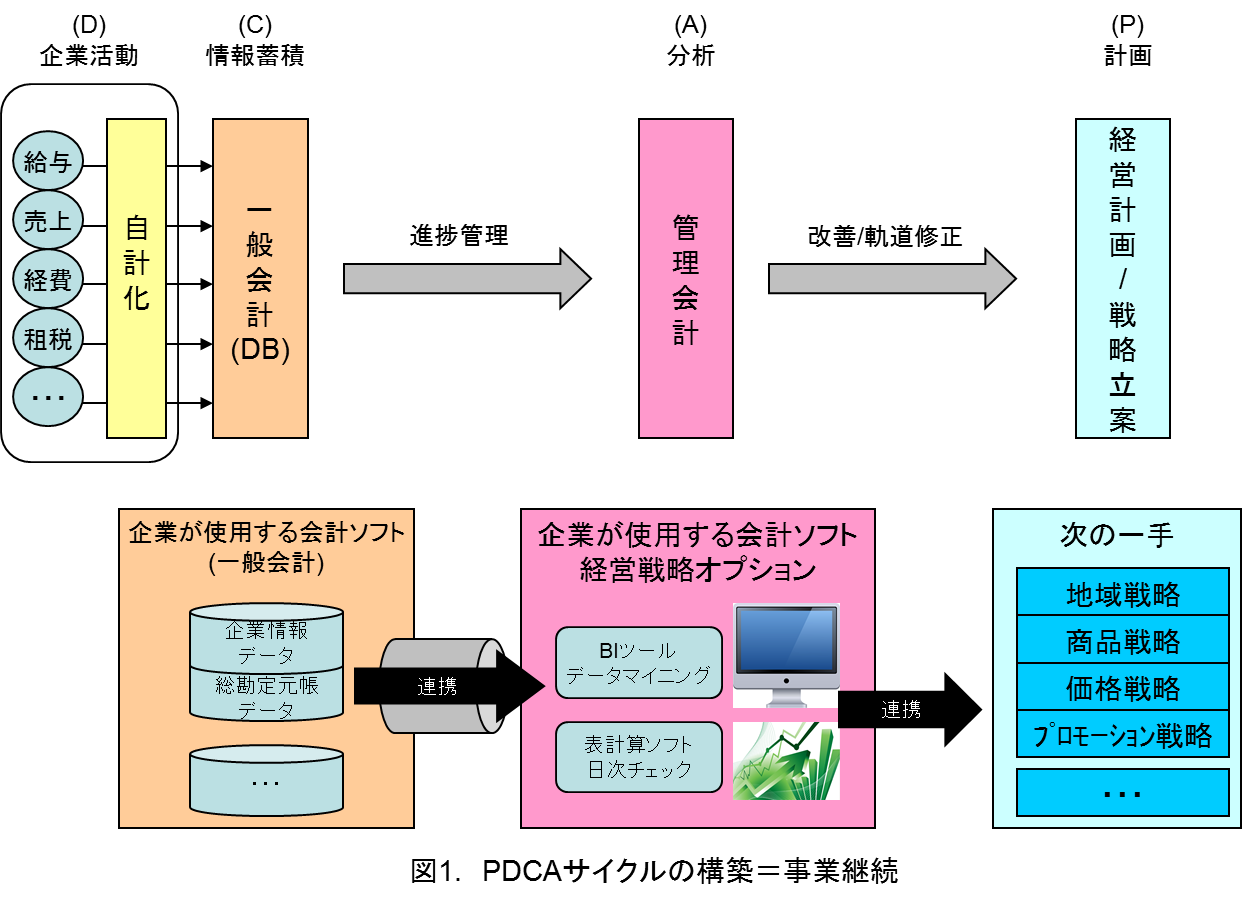 (D)
企業活動
(C)
情報蓄積
(A)
分析
(P)
計画
給与
売上
経費
租税
・・・
自計化
一般会計
(DB)
進捗管理
管理会計
改善/軌道修正
経営計画/戦略立案
企業が使用する会計ソフト
(一般会計)
企業情報
データ
総勘定元帳
データ
・・・
連携
企業が使用する会計ソフト
経営戦略オプション
BIツール
データマイニング
表計算ソフト
日次チェック
連携
次の一手
地域戦略
商品戦略
価格戦略
プロモーション戦略
・・・
図1. PDCAサイクルの構築＝事業継続